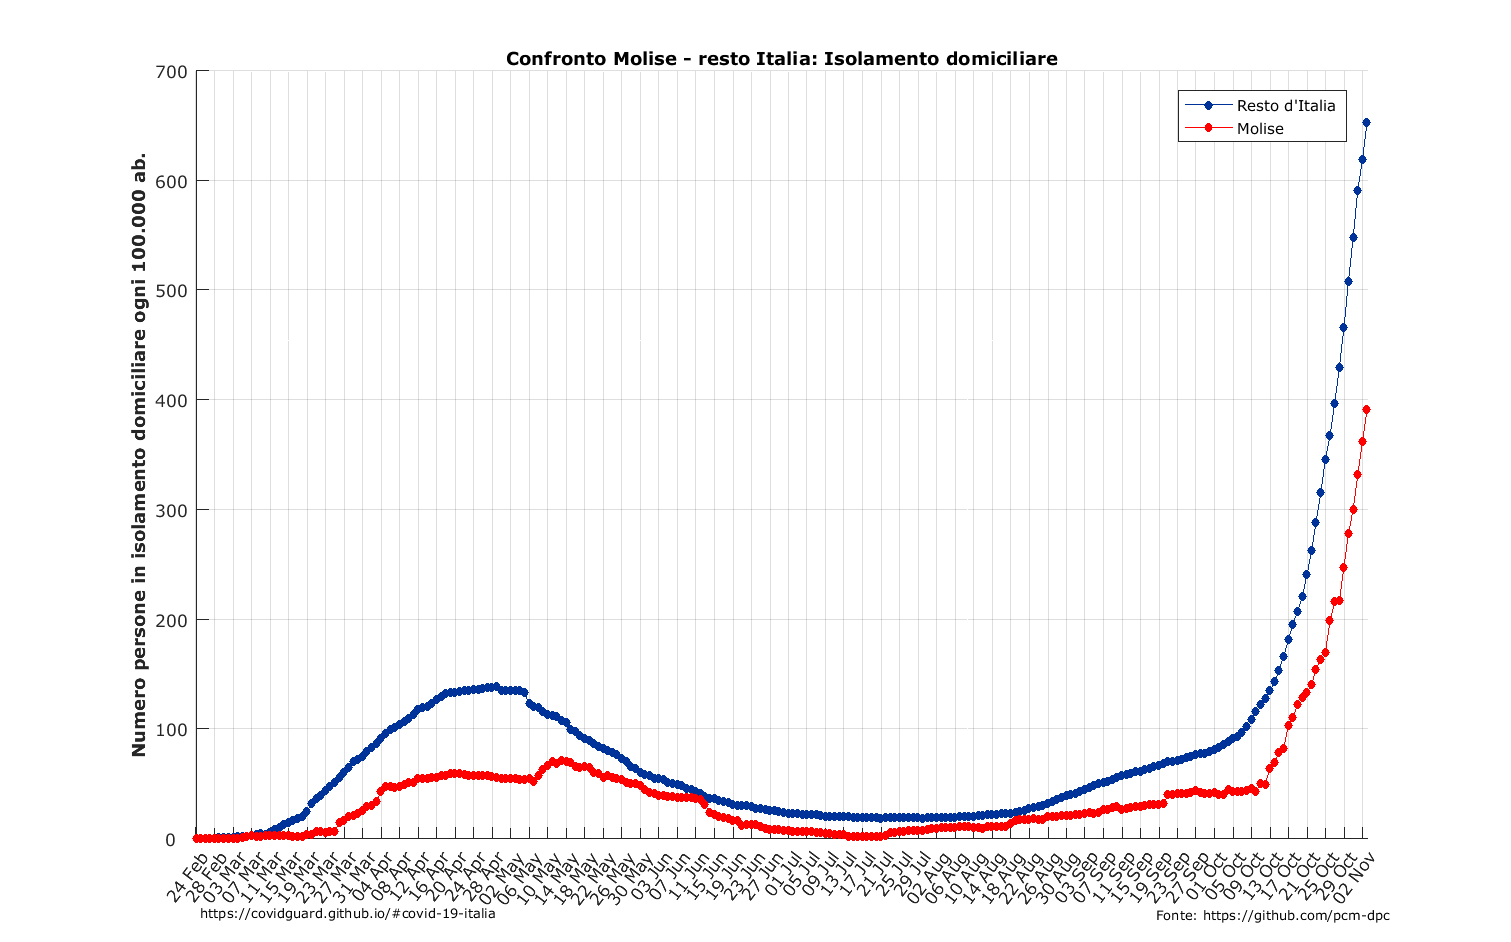 Confronto Molise - resto Italia: Isolamento domiciliare
Numero persone in isolamento domiciliare ogni 100.000 ab.
700
600
500
400
300
200
100
0
Resto d'Italia
Molise
24 Feb
28 Feb
03 Mar
07 Mar
11 Mar
15 Mar
19 Mar
23 Mar
27 Mar
31 Mar
04 Apr
08 Apr
12 Apr
16 Apr
20 Apr
24 Apr
28 Apr
02 May
06 May
10 May
14 May
18 May
22 May
26 May
30 May
03 Jun
07 Jun
11 Jun
15 Jun
19 Jun
23 Jun
27 Jun
01 Jul
05 Jul
09 Jul
13 Jul
17 Jul
21 Jul
25 Jul
29 Jul
02 Aug
06 Aug
10 Aug
14 Aug
18 Aug
22 Aug
26 Aug
30 Aug
03 Sep
07 Sep
11 Sep
15 Sep
19 Sep
23 Sep
27 Sep
01 Oct
05 Oct
09 Oct
13 Oct
17 Oct
21 Oct
25 Oct
29 Oct
02 Nov
https://covidguard.github.io/#covid-19-italia
Fonte: https://github.com/pcm-dpc